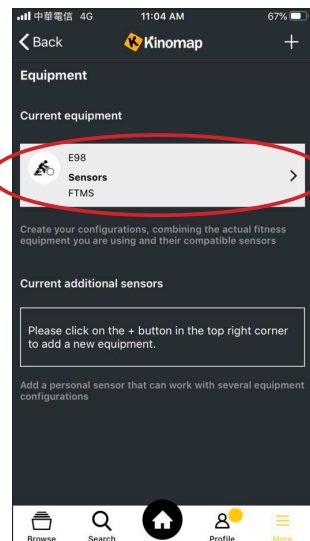 中華電信 4G 11:04 AM 67%
Back Kinomap +
Equipment
Current equipment
E98
Sensors
FTMS
Create your configurations, combining the actual fitness
equipment you are using and their compatible sensors
Current additional sensors
Please click on the + button in the top right corner
to add a new equipment.
Add a personal sensor that can work with several equipment
configurations
Browse Search Profile More